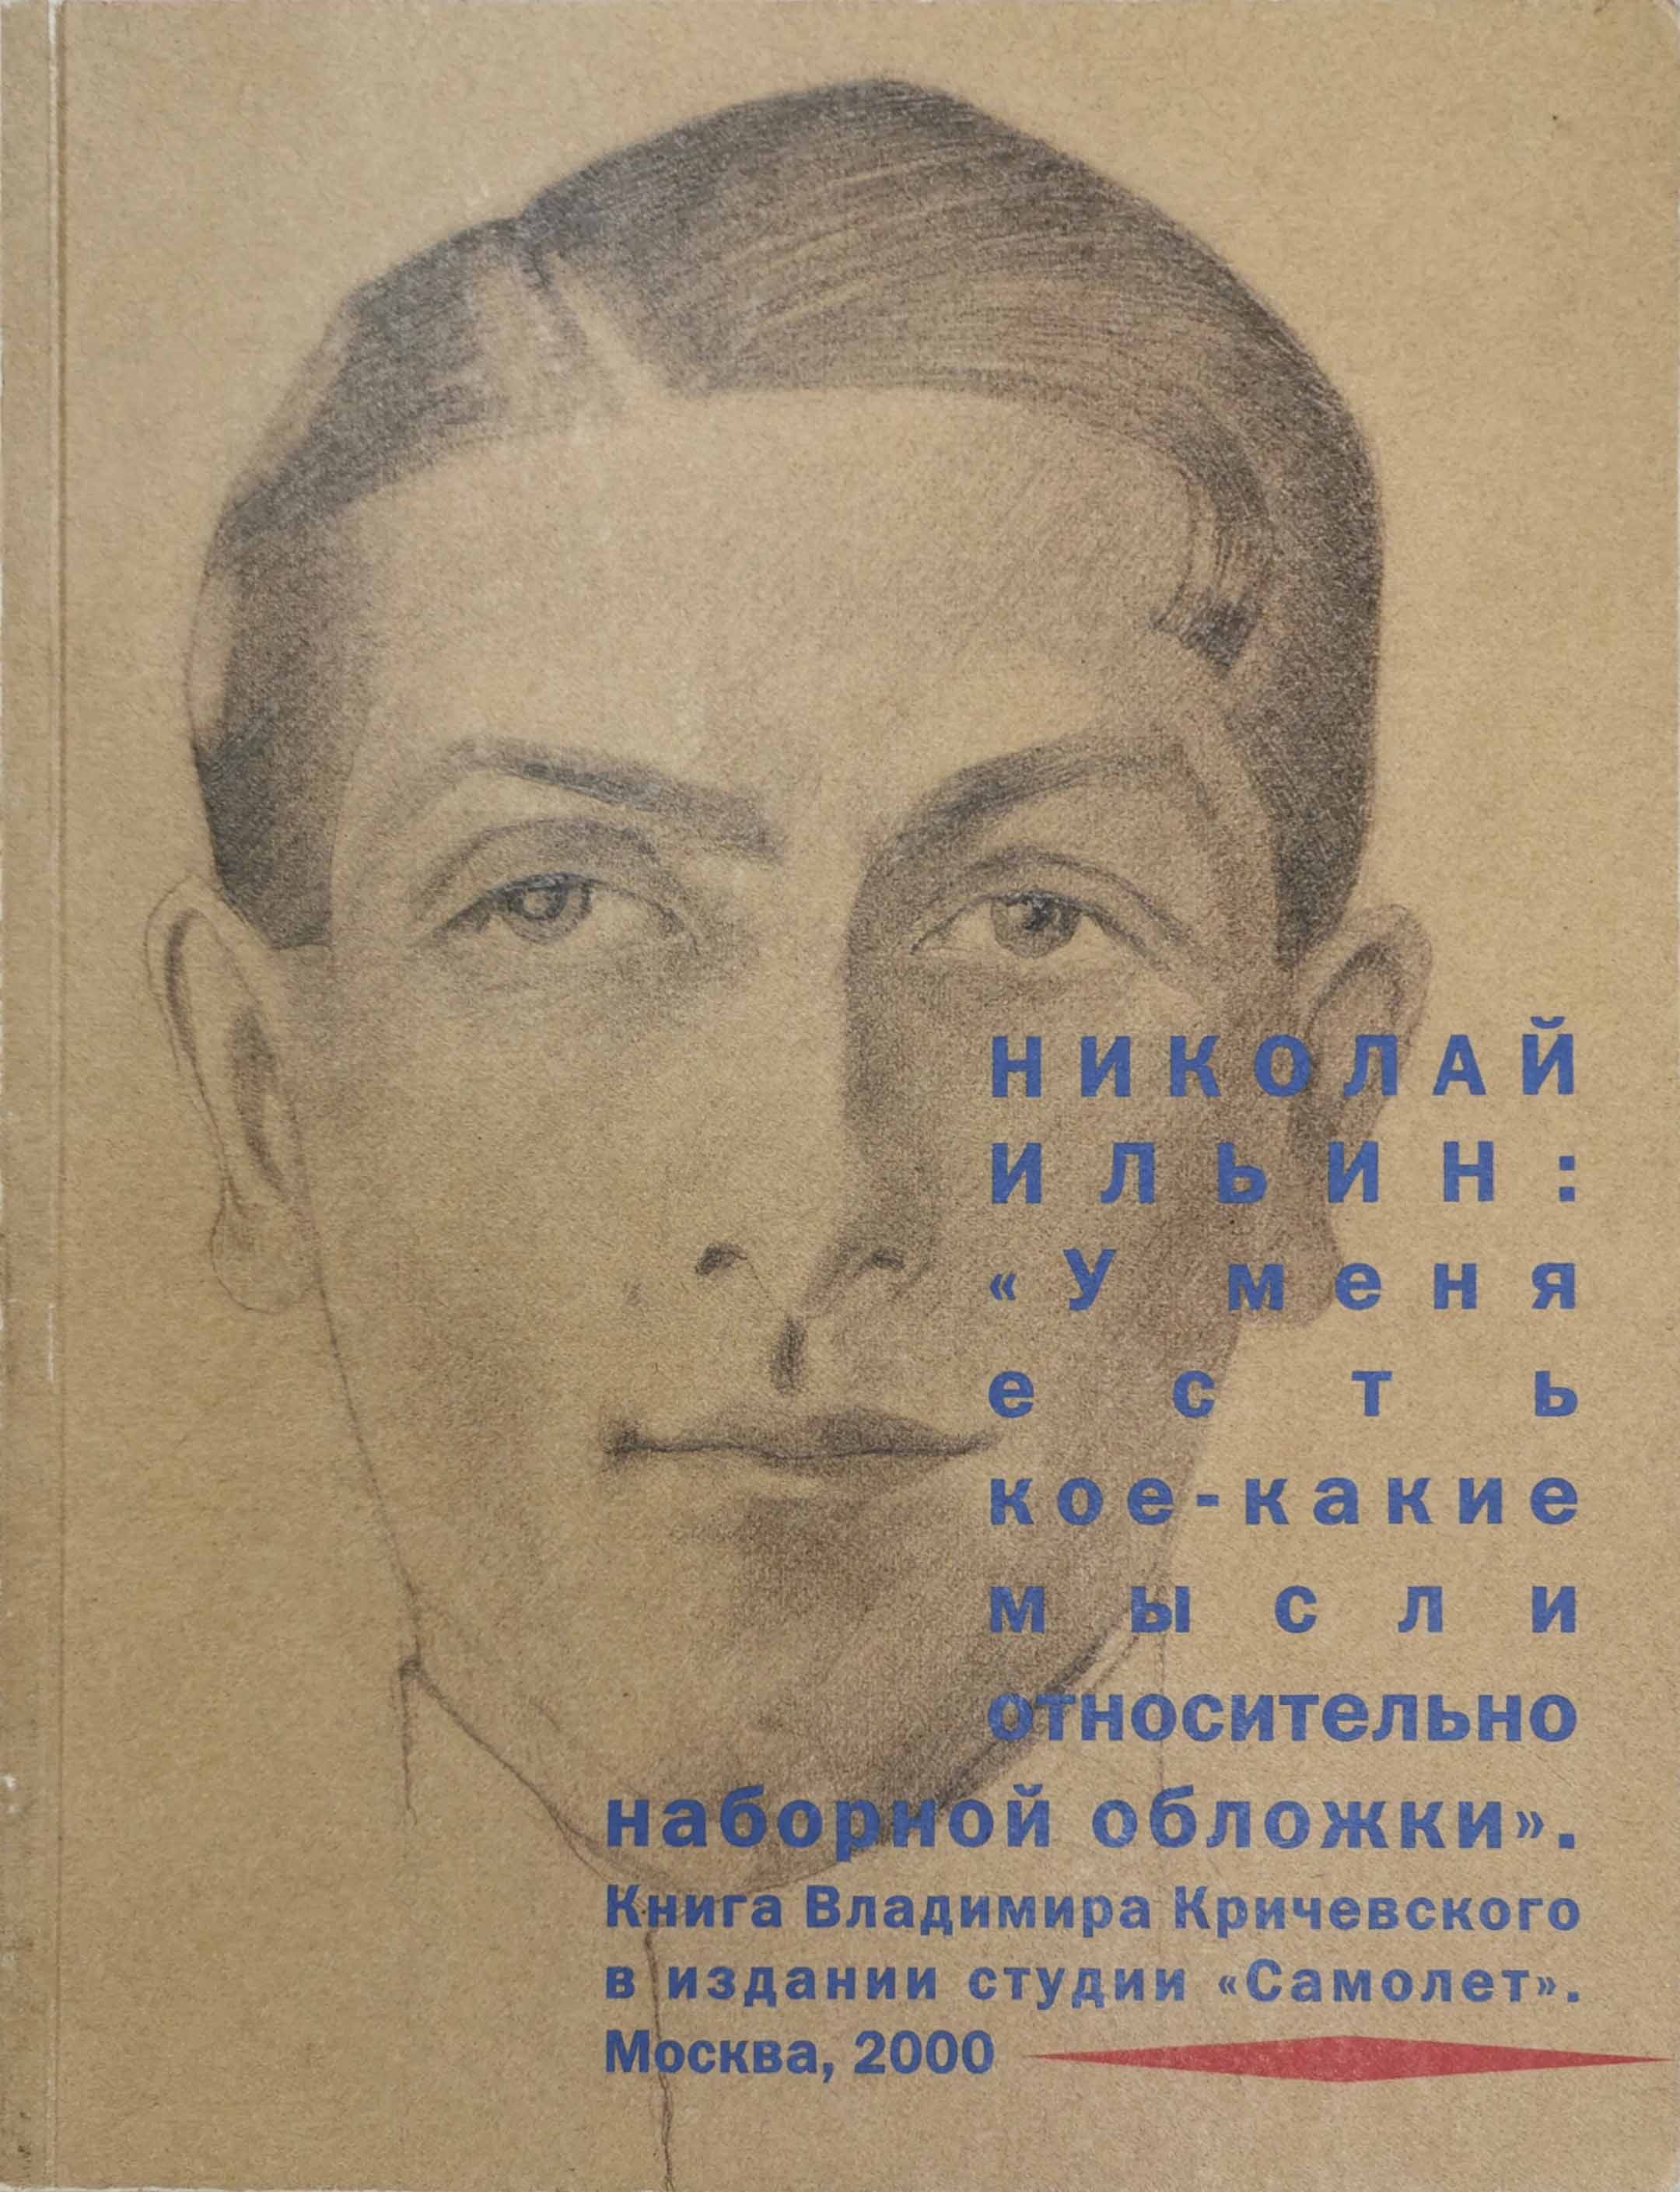 НИКОЛАЙ
ИЛЬИН:
«У меня
есть
кое-какие
мысли
относительно
наборной обложки».
Книга Владимира Кричевского
в издании студии «Самолет».
Москва, 2000